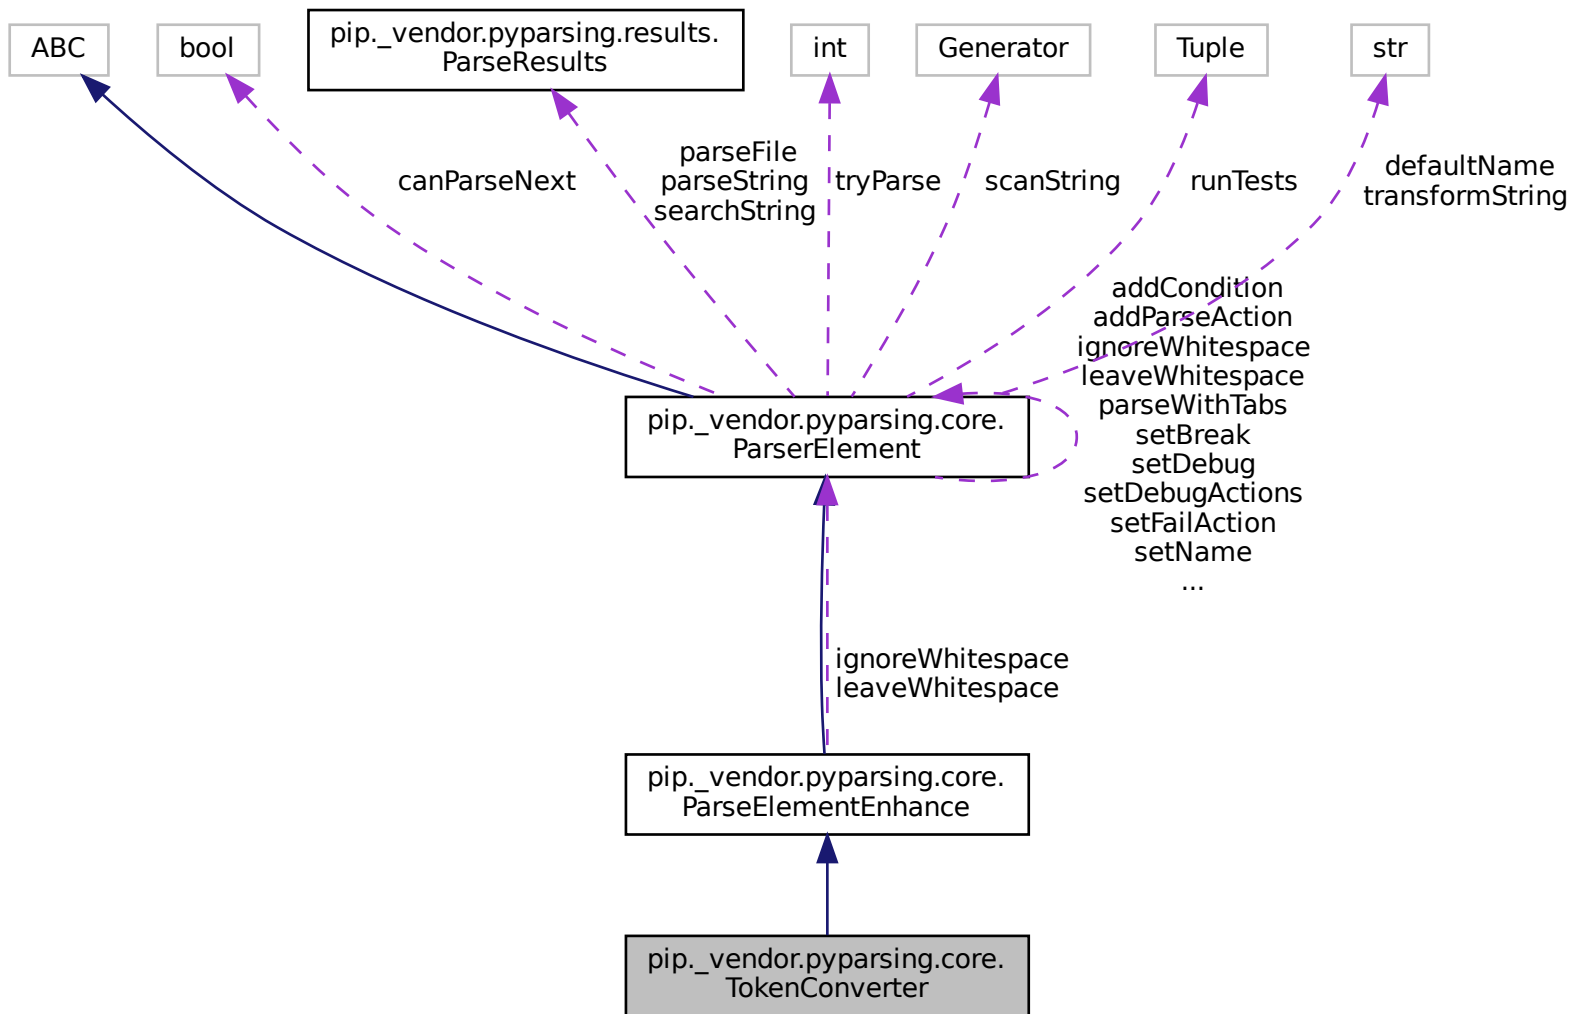 ABC
bool
pip._vendor.pyparsing.results.
ParseResults
int
Generator
Tuple
str
canParseNext
parseFile
parseString
searchString
tryParse
scanString
runTests
defaultName
transformString
addCondition
addParseAction
ignoreWhitespace
leaveWhitespace
parseWithTabs
setBreak
setDebug
setDebugActions
setFailAction
setName
...
pip._vendor.pyparsing.core.
ParserElement
ignoreWhitespace
leaveWhitespace
pip._vendor.pyparsing.core.
ParseElementEnhance
pip._vendor.pyparsing.core.
TokenConverter